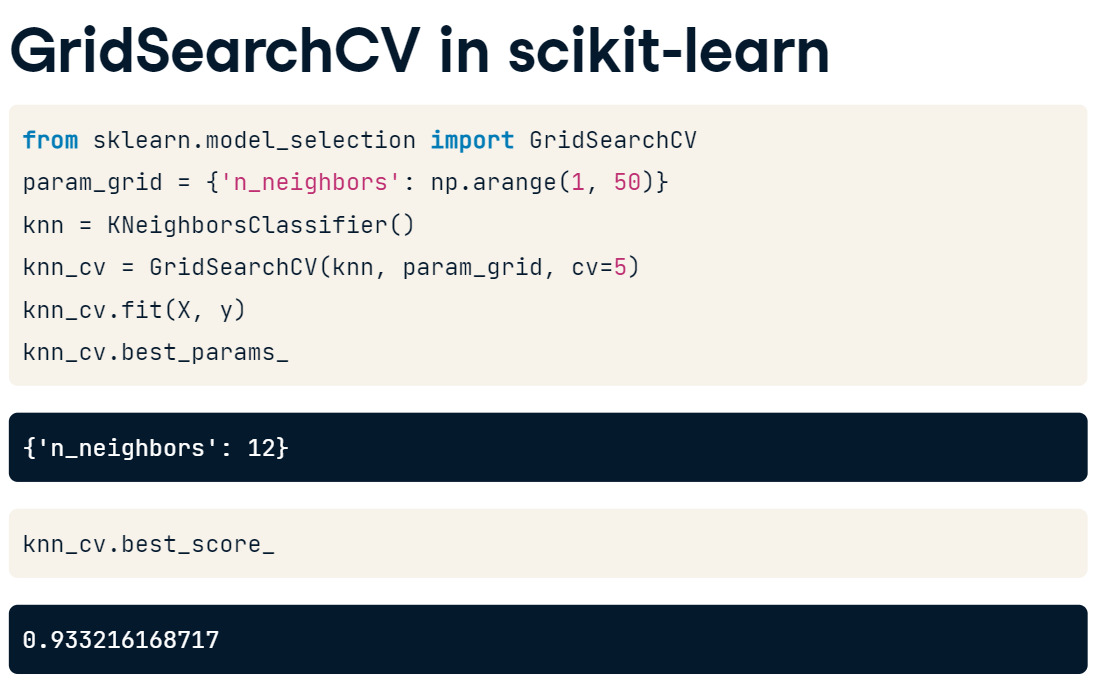 GridSearchCV in scikit-learn
from sklearn.model_selection import GridSearchCV
param_grid = {'n_neighbors': np.arange(1, 50)}
knn = KNeighborsClassifier()
knn_cv = GridSearchCV(knn, param_grid, cv=5)
knn_cv.fit(X, y)
knn_cv.best_params_
{'n_neighbors': 12}
knn_cv.best_score_
0.933216168717